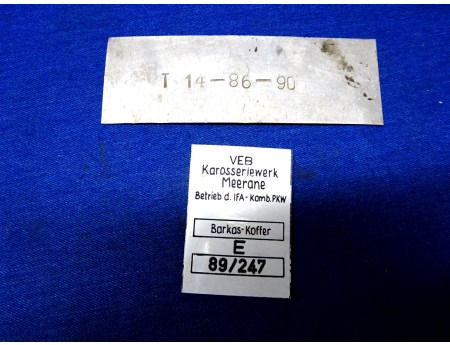 T 14-86-90
VEB
Karosseriewerk
Meerane
Betrieb d. IFA-Komb. PKW
Barkas-Koffer
E
89/247